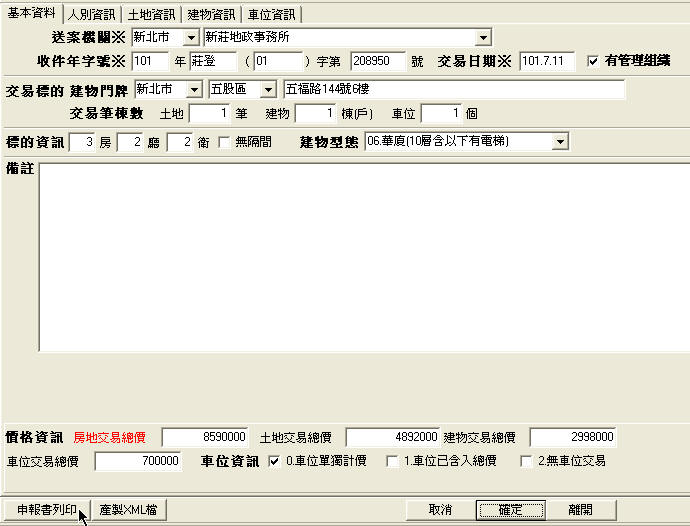 基本資料 人別資訊 土地資訊 建物資訊 車位資訊
送案機關※ 新北市 新莊地政事務所
收件年字號※ 101 年 莊登 ( 01 ) 字第 208950 號 交易日期※ 101.7.11 有管理組織
交易標的 建物門牌 新北市 五股區 五福路144號6樓
交易筆棟數 土地 1 筆 建物 1 棟(戶) 車位 1 個
標的資訊 3 房 2 廳 2 衛 無隔間 建物型態 06.華廈(10層含以下有電梯)
備註
價格資訊 房地交易總價 8590000 土地交易總價 4892000 建物交易總價 2998000
車位交易總價 700000 車位資訊 0.車位單獨計價 1.車位已含入總價 2.無車位交易
申報書列印 產製XML檔 取消 確定 離開